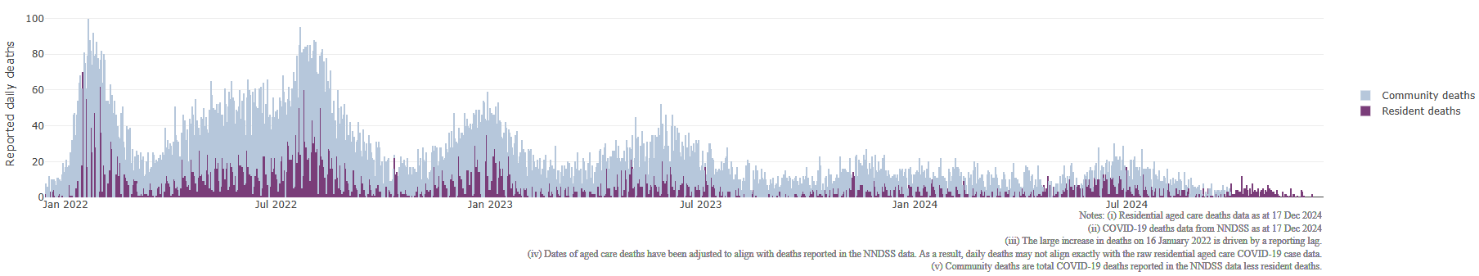 Reported daily deaths
100
80
60
40
20
0
Jan 2022
Jul 2022
Jan 2023
Jul 2023
Jan 2024
Jul 2024
Community deaths
Resident deaths
Notes: (i) Residential aged care deaths data as at 17 Dec 2024
(ii) COVID-19 deaths data from NNDSS as at 17 Dec 2024
(iii) The large increase in deaths on 16 January 2022 is driven by a reporting lag.
(iv) Dates of aged care deaths have been adjusted to align with deaths reported in the NNDSS data. As a result, daily deaths may not align exactly with the raw residential aged care COVID-19 case data.
(v) Community deaths are total COVID-19 deaths reported in the NNDSS data less resident deaths.